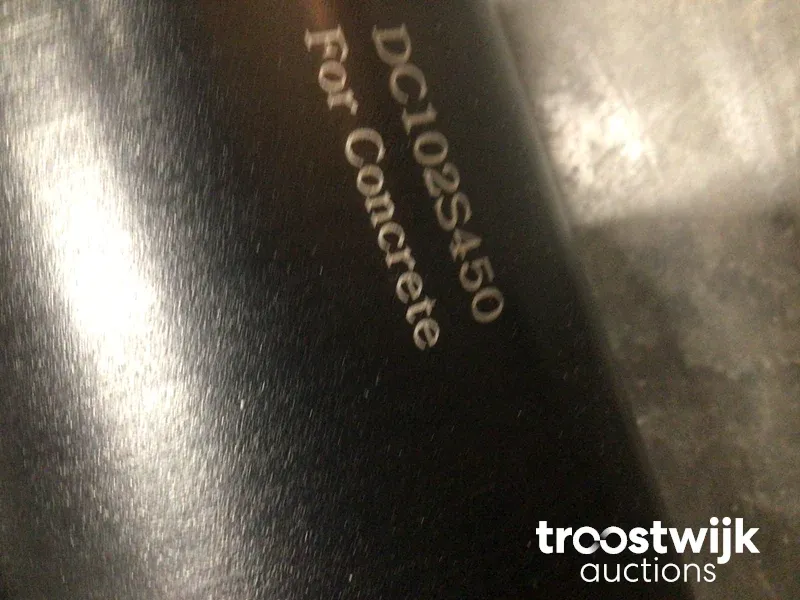 DC102S450
For Concrete
troostwijk
auctions